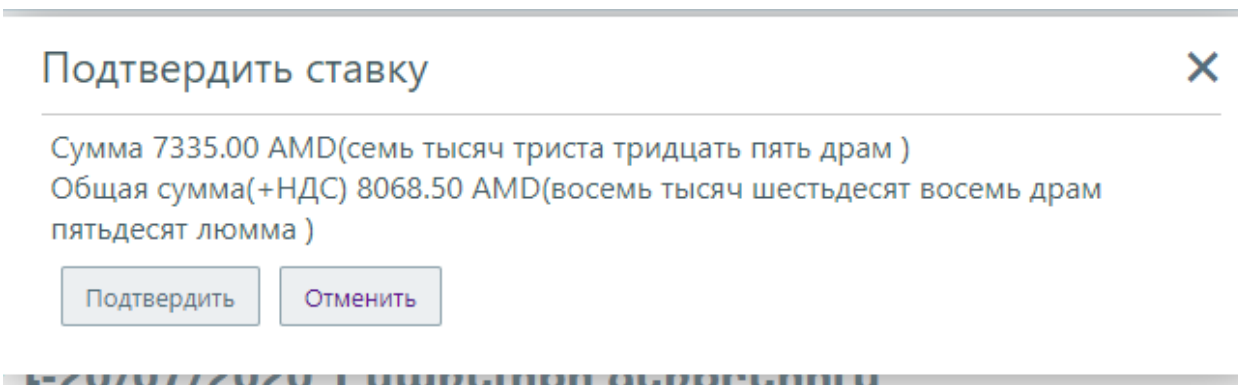 Подтвердить ставку
Сумма 7335.00 AMD(семь тысяч триста тридцать пять драм )
Общая сумма(+НДС) 8068.50 AMD(восемь тысяч шестьдесят восемь драм
пятьдесят люмма )
Подтвердить
Отменить